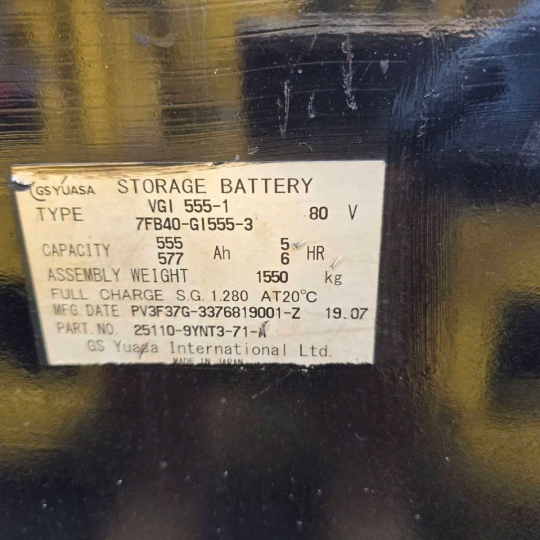 GS YUASA STORAGE BATTERY
TYPE VGI 555-1 80 V
7FB40-GI555-3
CAPACITY 555 Ah 5 HR
577 6
ASSEMBLY WEIGHT 1550 kg
FULL CHARGE S.G. 1.280 AT20°C
MFG. DATE PV3F37G-3376819001-Z 19.07
PART. NO. 25110-9YNT3-71-A
GS Yuasa International Ltd.
MADE IN JAPAN